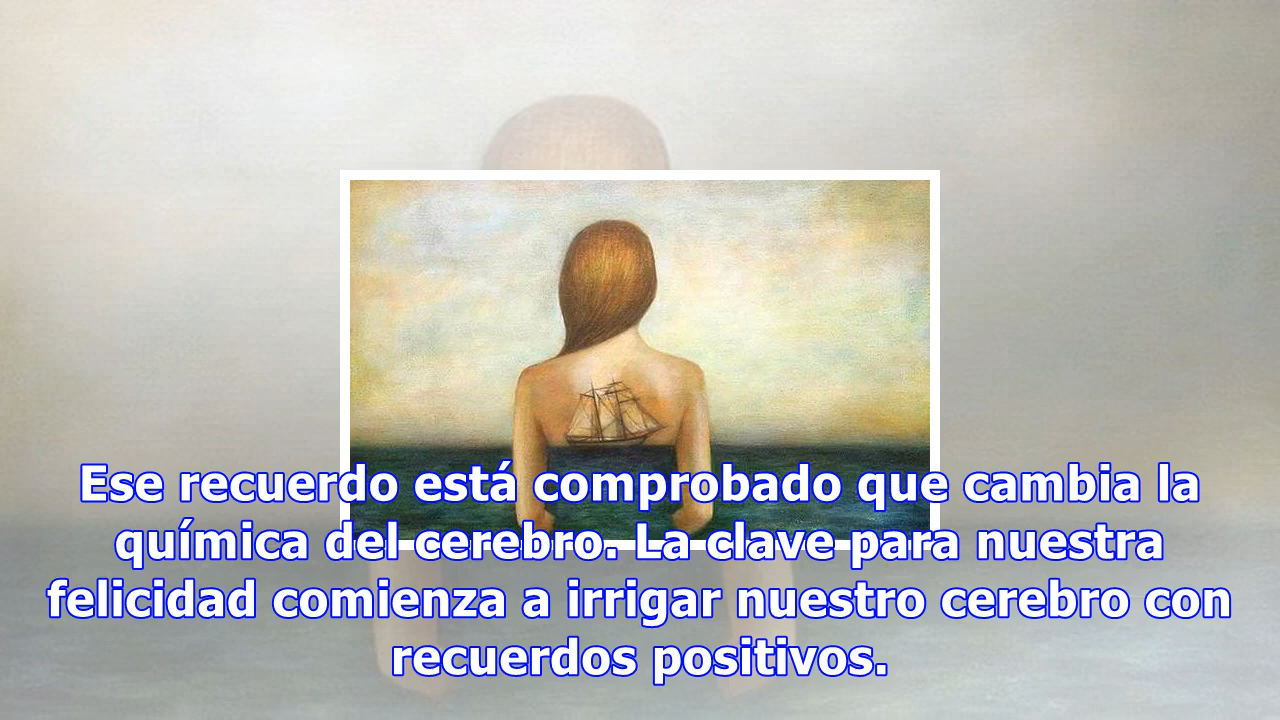 Ese recuerdo está comprobado que cambia la
química del cerebro. La clave para nuestra
felicidad comienza a irrigar nuestro cerebro con
recuerdos positivos.